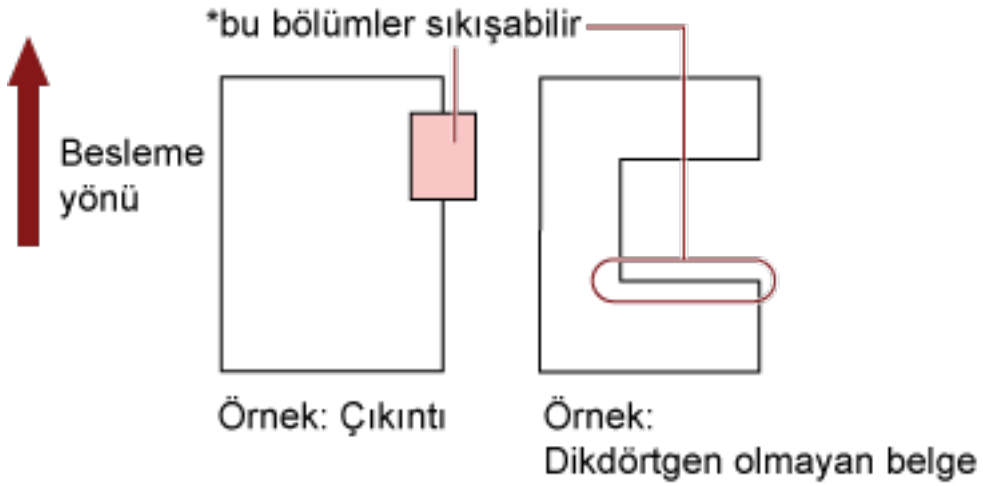 *bu bölümler sıkışabilir
Besleme
yönü
Örnek: Çıkıntı
Örnek:
Dikdörtgen olmayan belge